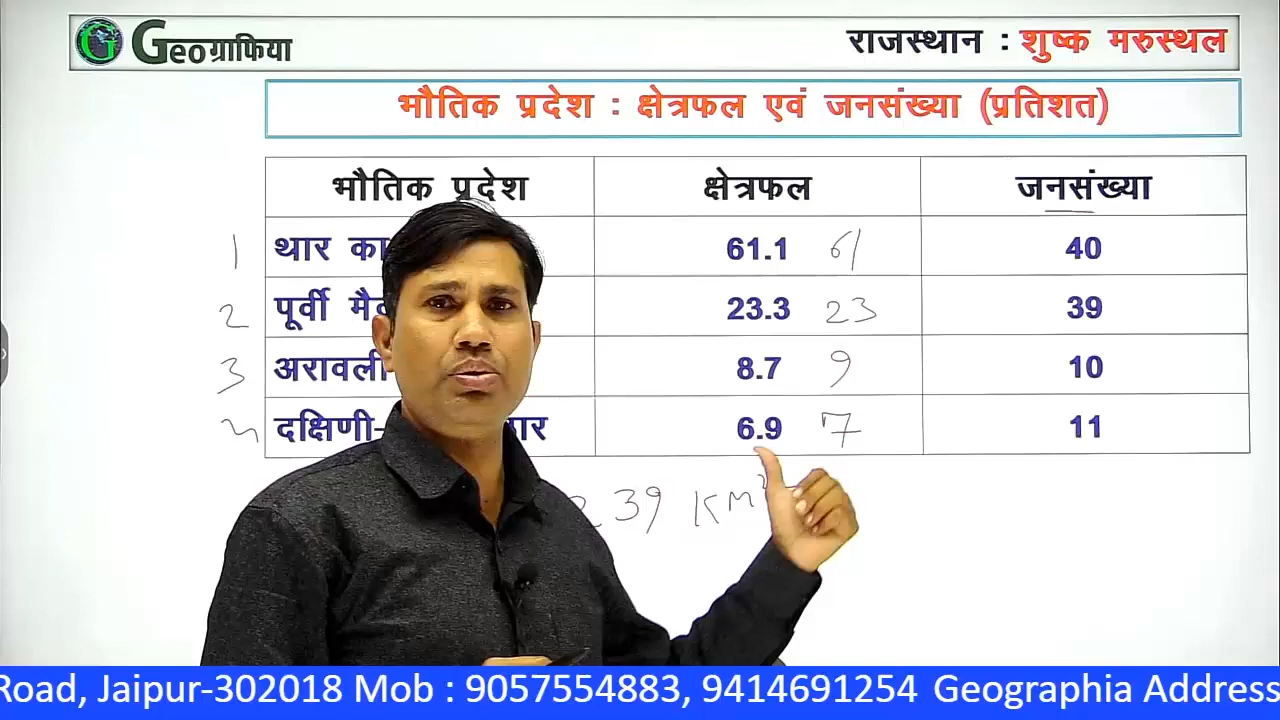 Geoग्राफिया
राजस्थान : शुष्क मरुस्थल
भौतिक प्रदेश : क्षेत्रफल एवं जनसंख्या (प्रतिशत)
भौतिक प्रदेश क्षेत्रफल जनसंख्या
1 थार 61.1 61 40
2 पूर्वी 23.3 23 39
3 अरावली 8.7 9 10
4 दक्षिणी- 6.9 7 11
239 KM²
Road, Jaipur-302018 Mob : 9057554883, 9414691254 Geographia Address